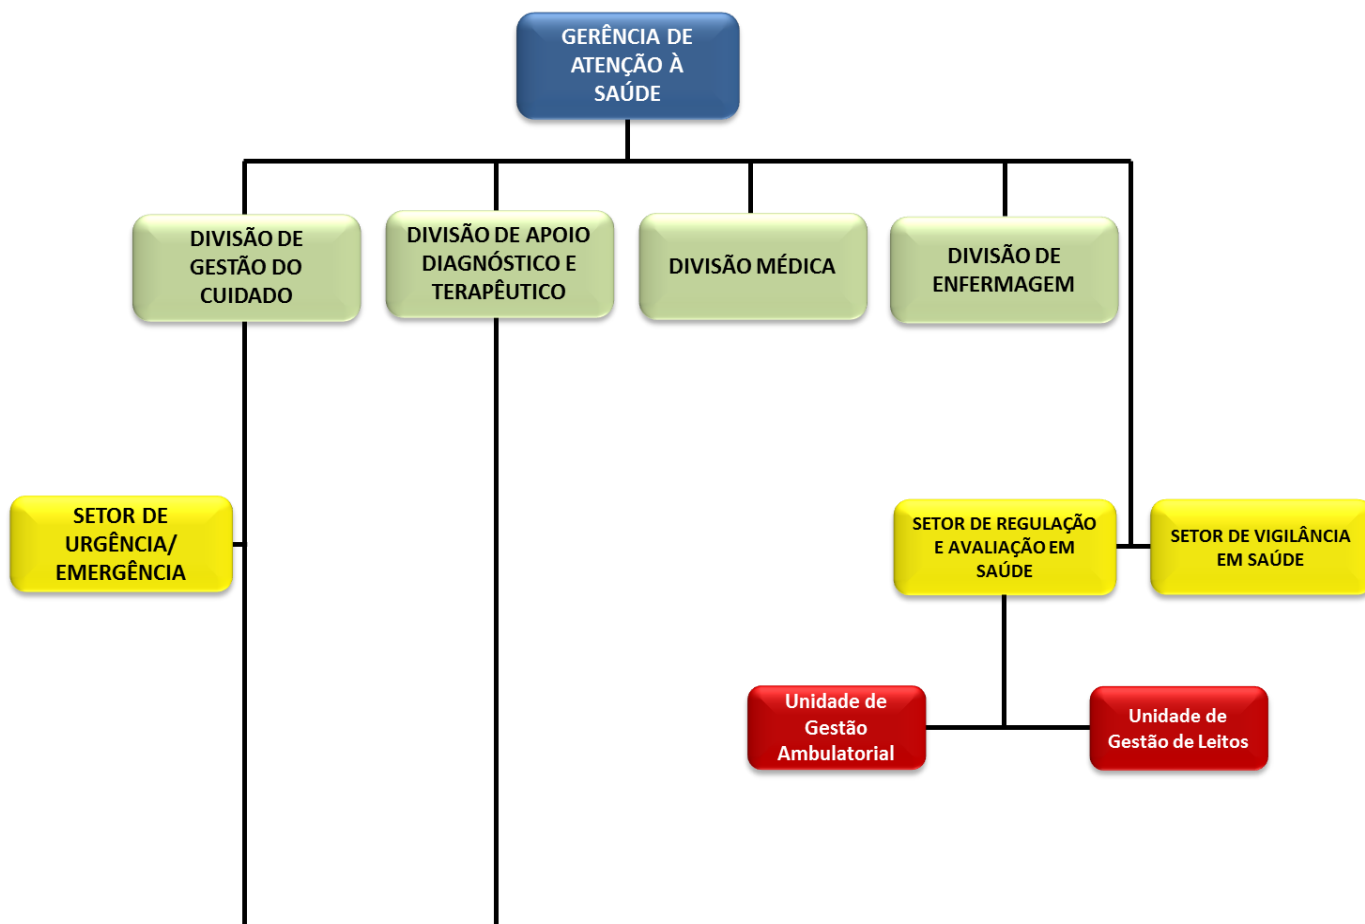 GERÊNCIA DE
ATENÇÃO À
SAÚDE
DIVISÃO DE
GESTÃO DO
CUIDADO
DIVISÃO DE APOIO
DIAGNÓSTICO E
TERAPÊUTICO
DIVISÃO MÉDICA
DIVISÃO DE
ENFERMAGEM
SETOR DE
URGÊNCIA/
EMERGÊNCIA
SETOR DE REGULAÇÃO
E AVALIAÇÃO EM
SAÚDE
SETOR DE VIGILÂNCIA
EM SAÚDE
Unidade de
Gestão
Ambulatorial
Unidade de
Gestão de Leitos